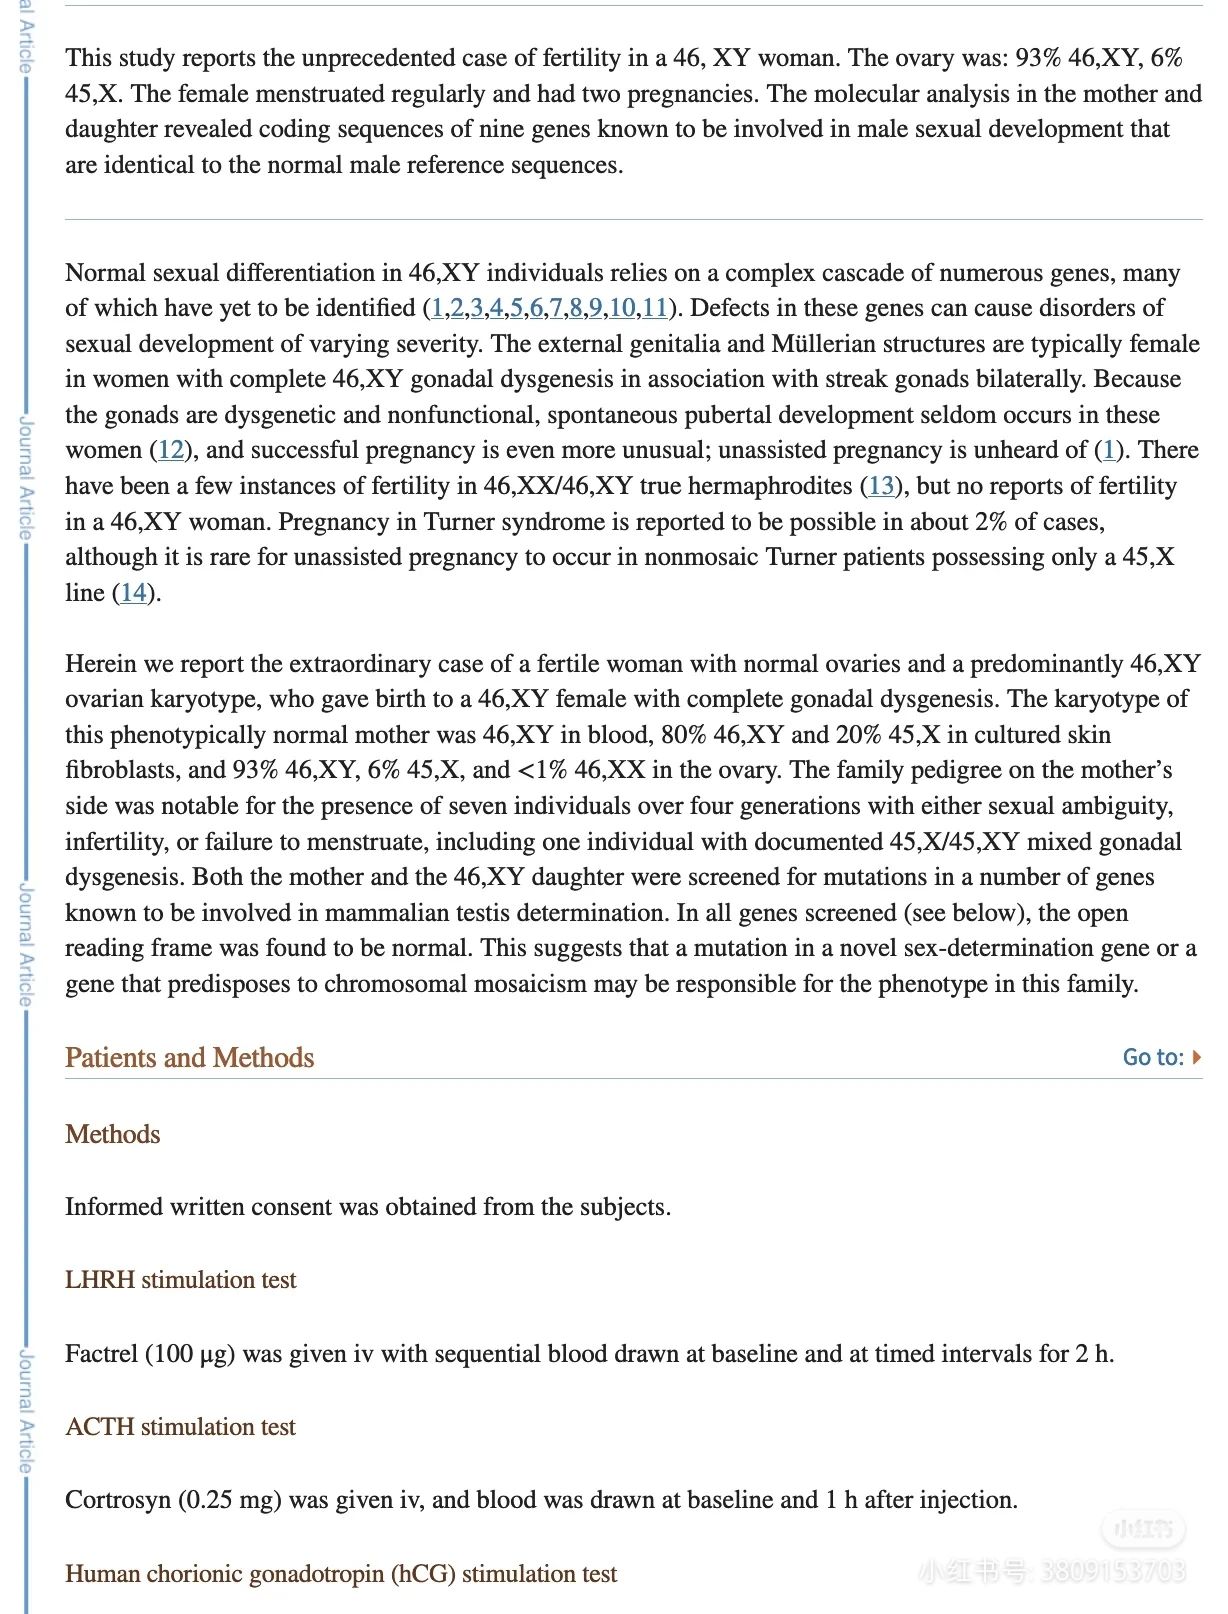 al Article
This study reports the unprecedented case of fertility in a 46, XY woman. The ovary was: 93% 46,XY, 6%
45,X. The female menstruated regularly and had two pregnancies. The molecular analysis in the mother and
daughter revealed coding sequences of nine genes known to be involved in male sexual development that
are identical to the normal male reference sequences.
Normal sexual differentiation in 46,XY individuals relies on a complex cascade of numerous genes, many
of which have yet to be identified (1,2,3,4,5,6,7,8,9,10,11). Defects in these genes can cause disorders of
sexual development of varying severity. The external genitalia and Müllerian structures are typically female
in women with complete 46,XY gonadal dysgenesis in association with streak gonads bilaterally. Because
the gonads are dysgenetic and nonfunctional, spontaneous pubertal development seldom occurs in these
women (12), and successful pregnancy is even more unusual; unassisted pregnancy is unheard of (1). There
have been a few instances of fertility in 46,XX/46,XY true hermaphrodites (13), but no reports of fertility
in a 46,XY woman. Pregnancy in Turner syndrome is reported to be possible in about 2% of cases,
although it is rare for unassisted pregnancy to occur in nonmosaic Turner patients possessing only a 45,X
line (14).
Journal Article
Herein we report the extraordinary case of a fertile woman with normal ovaries and a predominantly 46,XY
ovarian karyotype, who gave birth to a 46,XY female with complete gonadal dysgenesis. The karyotype of
this phenotypically normal mother was 46,XY in blood, 80% 46,XY and 20% 45,X in cultured skin
fibroblasts, and 93% 46,XY, 6% 45,X, and <1% 46,XX in the ovary. The family pedigree on the mother's
side was notable for the presence of seven individuals over four generations with either sexual ambiguity,
infertility, or failure to menstruate, including one individual with documented 45,X/45,XY mixed gonadal
dysgenesis. Both the mother and the 46,XY daughter were screened for mutations in a number of genes
known to be involved in mammalian testis determination. In all genes screened (see below), the open
reading frame was found to be normal. This suggests that a mutation in a novel sex-determination gene or a
gene that predisposes to chromosomal mosaicism may be responsible for the phenotype in this family.
Journal Article
Patients and Methods
Go to:
Methods
Informed written consent was obtained from the subjects.
LHRH stimulation test
Factrel (100 μg) was given iv with sequential blood drawn at baseline and at timed intervals for 2 h.
ACTH stimulation test
Journal Article
Cortrosyn (0.25 mg) was given iv, and blood was drawn at baseline and 1 h after injection.
小红书
小红书号: 3809153703
Human chorionic gonadotropin (hCG) stimulation test